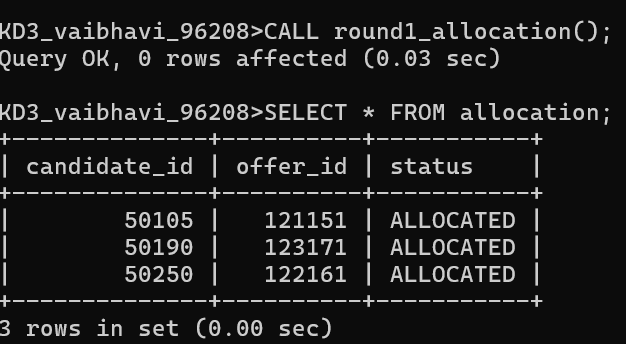 KD3_vaibhavi_96208>CALL round1_allocation();
Query OK, 0 rows affected (0.03 sec)
KD3_vaibhavi_96208>SELECT * FROM allocation;
+--------------+----------+-----------+
| candidate_id | offer_id | status    |
+--------------+----------+-----------+
|        50105 |   121151 | ALLOCATED |
|        50190 |   123171 | ALLOCATED |
|        50250 |   122161 | ALLOCATED |
+--------------+----------+-----------+
3 rows in set (0.00 sec)